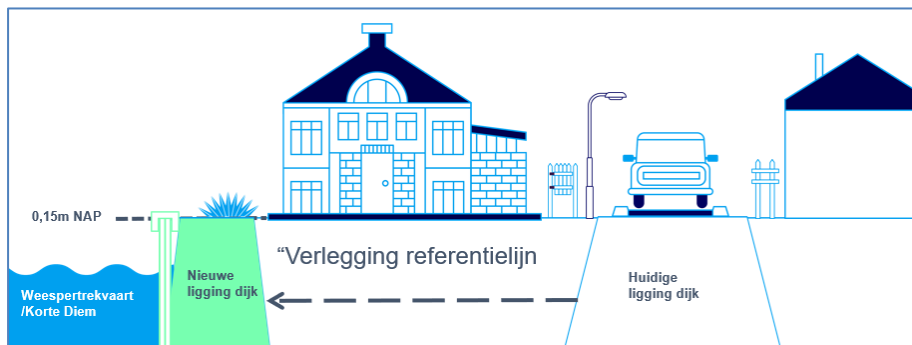 0,15m NAP
“Verlegging referentielijn
Nieuwe
ligging dijk
Huidige
ligging dijk
Weespertrekvaart
/Korte Diem